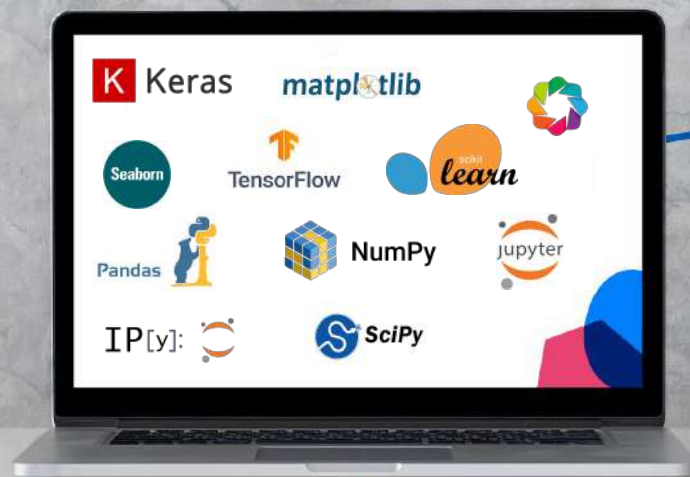 K Keras
matplotlib
Seaborn
TensorFlow
scikit
learn
Pandas
NumPy
jupyter
IP[y]:
SciPy